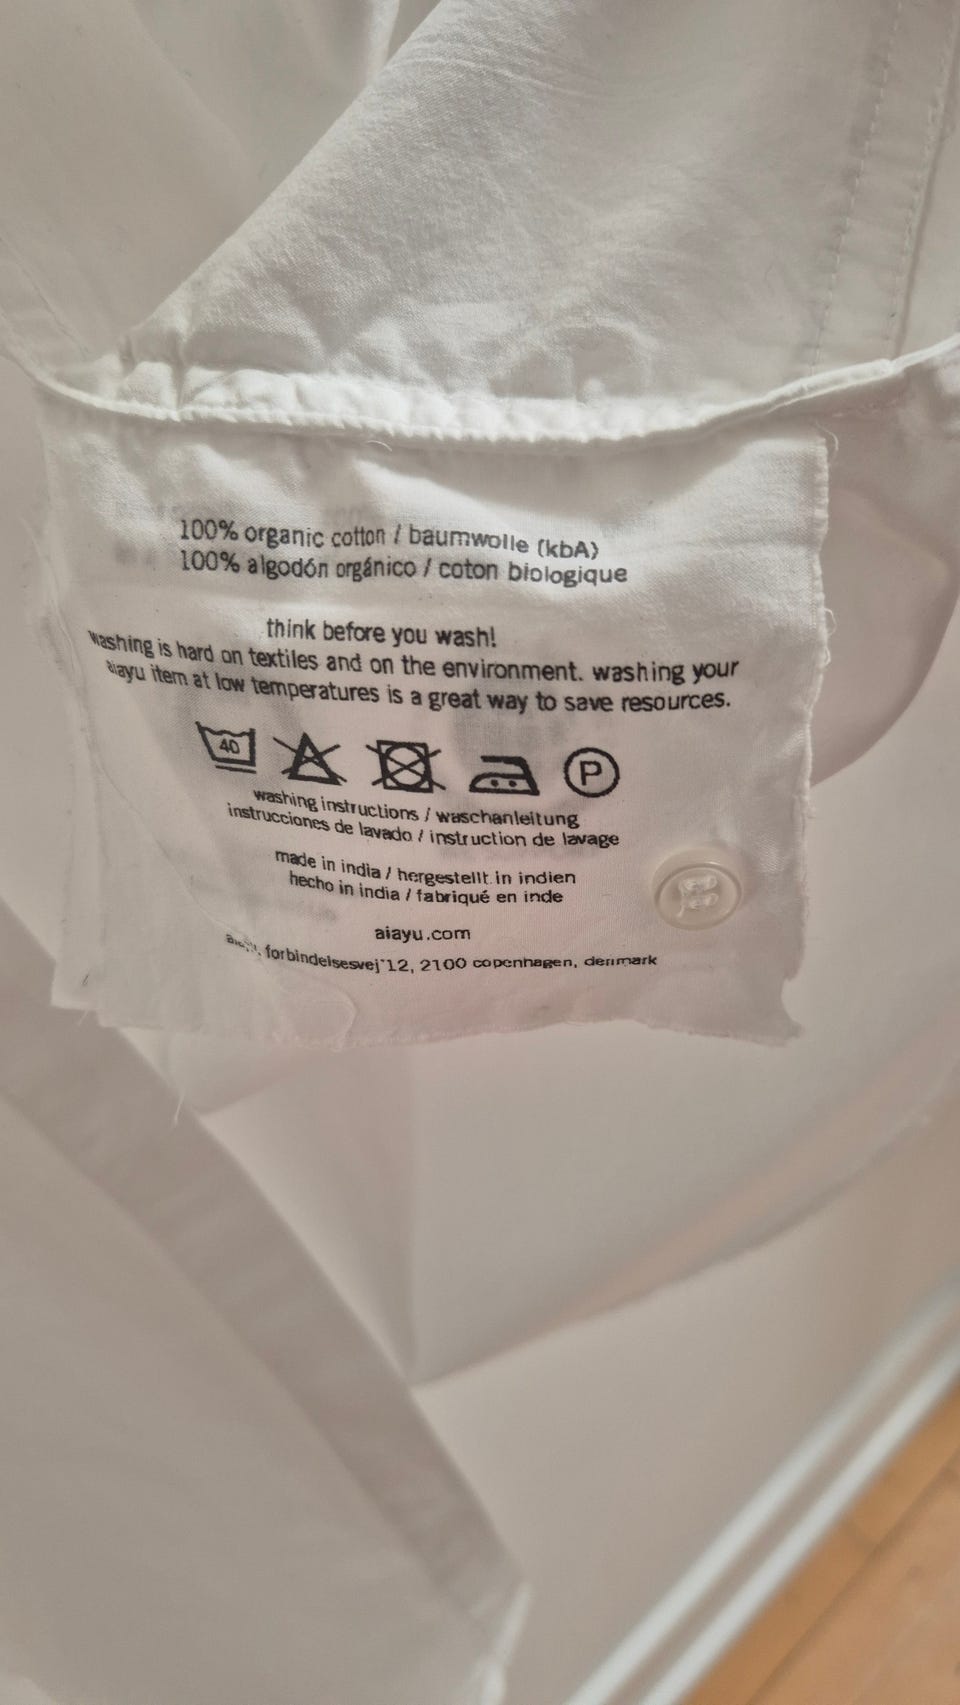 100% organic cotton / baumwolle (kbA)
100% algodón orgánico / coton biologique
think before you wash!
washing is hard on textiles and on the environment. washing your
aiayu item at low temperatures is a great way to save resources.
40
P
washing instructions / waschanleitung
instrucciones de lavado / instruction de lavage
made in india / hergestellt in indien
hecho in india / fabriqué en inde
aiayu.com
aiayu, forbindelsesvej 12, 2100 copenhagen, denmark